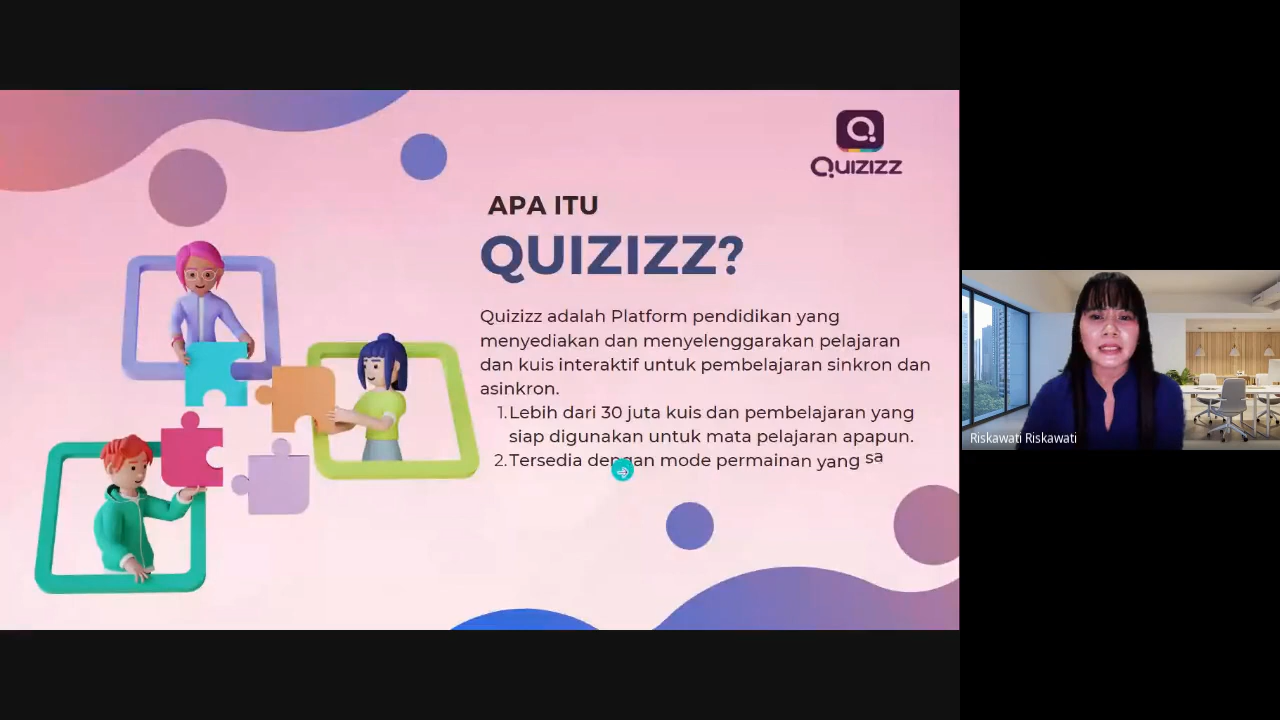 QUIZIZZ
APA ITU
QUIZIZZ?
Quizizz adalah Platform pendidikan yang
menyediakan dan menyelenggarakan pelajaran
dan kuis interaktif untuk pembelajaran sinkron dan
asinkron.
1. Lebih dari 30 juta kuis dan pembelajaran yang
siap digunakan untuk mata pelajaran apapun.
2. Tersedia dengan mode permainan yang sa
Riskawati Riskawati